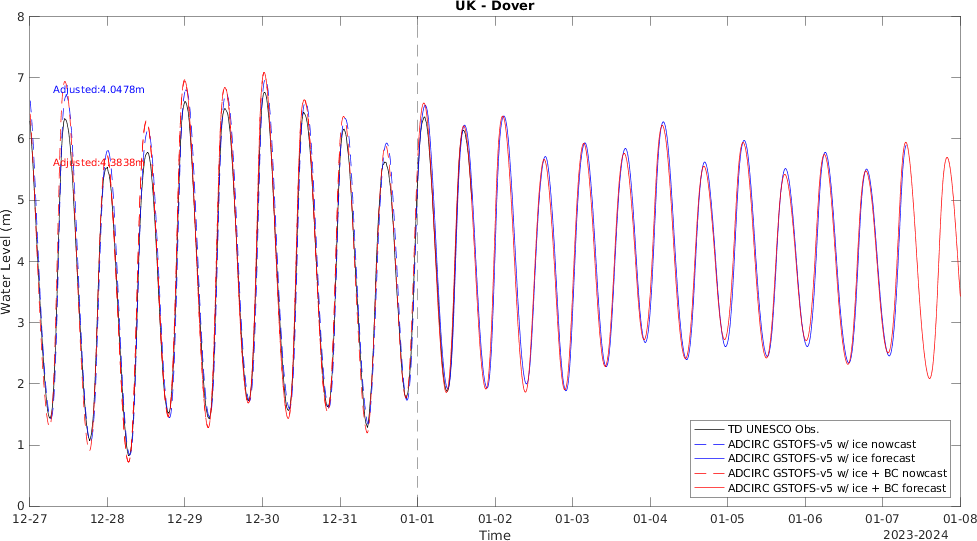 UK - Dover
8
7
6
5
4
3
2
1
0
Water Level (m)
Adjusted:4.0478m
Adjusted:4.3838m
TD UNESCO Obs.
ADCIRC GSTOFS-v5 w/ ice nowcast
ADCIRC GSTOFS-v5 w/ ice forecast
ADCIRC GSTOFS-v5 w/ ice + BC nowcast
ADCIRC GSTOFS-v5 w/ ice + BC forecast
12-27 12-28 12-29 12-30 12-31 01-01 01-02 01-03 01-04 01-05 01-06 01-07 01-08
Time
2023-2024